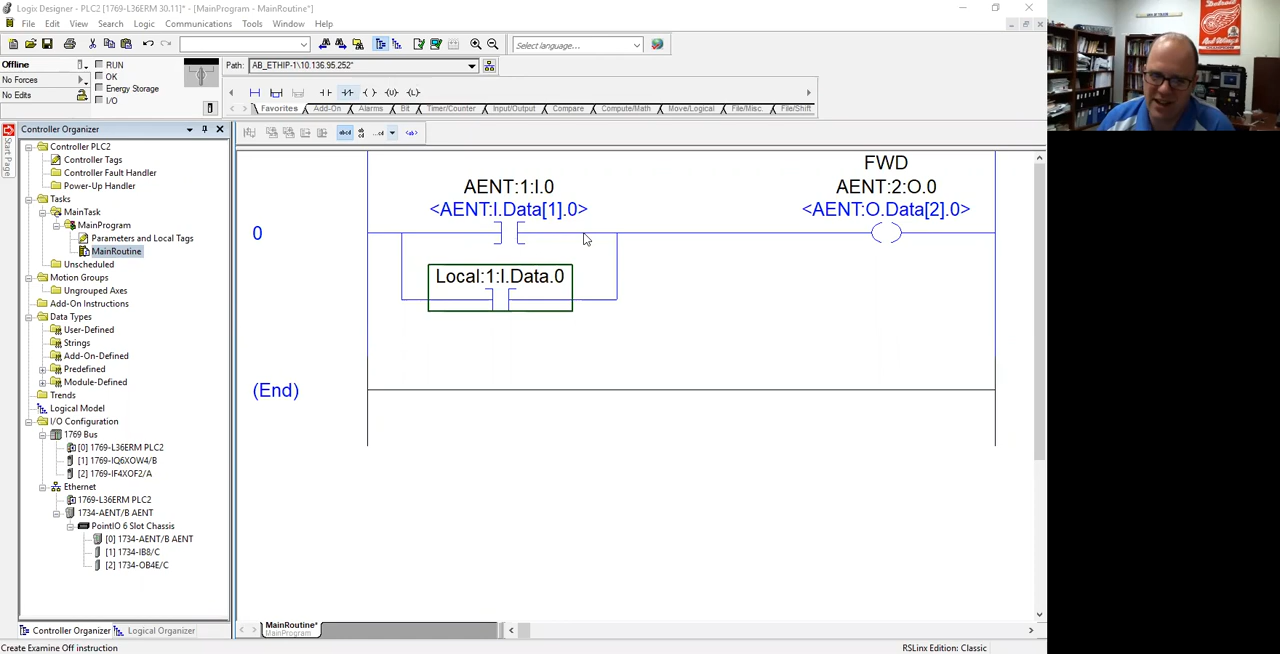 Logix Designer - PLC2 [1769-L36ERM 30.11]* - [MainProgram - MainRoutine*]
File Edit View Search Logic Communications Tools Window Help
Select language...
Offline RUN
No Forces OK
No Edits Energy Storage
I/O
Path: AB_ETHIP-1\10.136.95.252*
Favorites Add-On Alarms Bit Timer/Counter Input/Output Compare Compute/Math Move/Logical File/Misc. File/Shift
Start Page
Controller Organizer
Controller PLC2
Controller Tags
Controller Fault Handler
Power-Up Handler
Tasks
MainTask
MainProgram
Parameters and Local Tags
MainRoutine
Unscheduled
Motion Groups
Ungrouped Axes
Add-On Instructions
Data Types
User-Defined
Strings
Add-On-Defined
Predefined
Module-Defined
Trends
Logical Model
I/O Configuration
1769 Bus
[0] 1769-L36ERM PLC2
[1] 1769-IQ6XOW4/B
[2] 1769-IF4XOF2/A
Ethernet
1769-L36ERM PLC2
1734-AENT/B AENT
PointIO 6 Slot Chassis
[0] 1734-AENT/B AENT
[1] 1734-IB8/C
[2] 1734-OB4E/C
Controller Organizer Logical Organizer
FWD
AENT:1:I.0 AENT:2:O.0
<AENT:I.Data[1].0> <AENT:O.Data[2].0>
0
Local:1:I.Data.0
(End)
MainRoutine*
MainProgram
Create Examine Off instruction
RSLinx Edition: Classic
Detroit